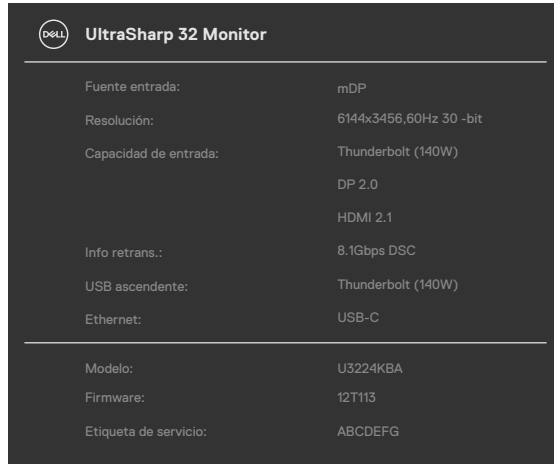 DELL UltraSharp 32 Monitor
Fuente entrada: mDP
Resolución: 6144x3456,60Hz 30 -bit
Capacidad de entrada: Thunderbolt (140W)
DP 2.0
HDMI 2.1
Info retrans.: 8.1Gbps DSC
USB ascendente: Thunderbolt (140W)
Ethernet: USB-C
Modelo: U3224KBA
Firmware: 12T113
Etiqueta de servicio: ABCDEFG